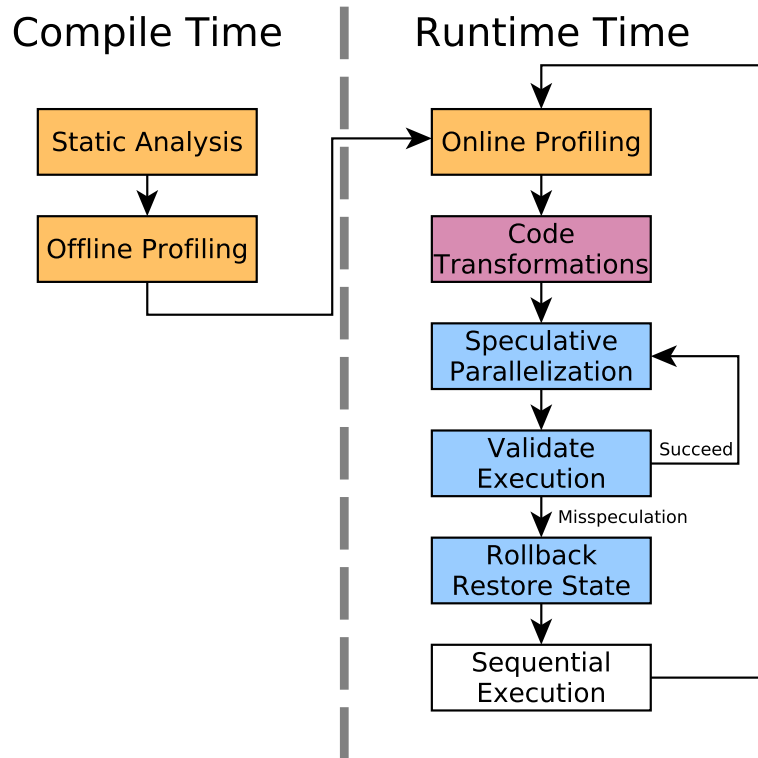 Compile Time
Runtime Time
Static Analysis
Offline Profiling
Online Profiling
Code
Transformations
Speculative
Parallelization
Validate
Execution
Succeed
Misspeculation
Rollback
Restore State
Sequential
Execution